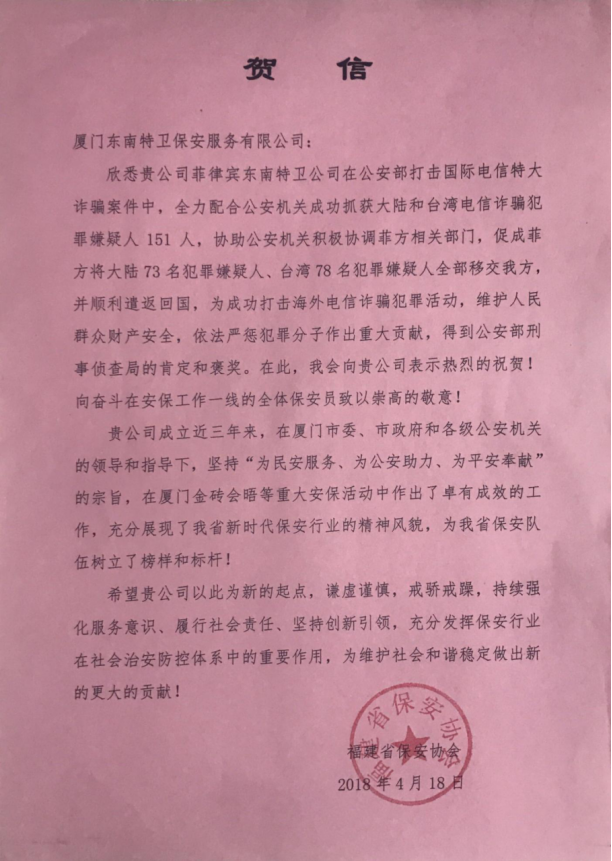 贺 信
厦门东南特卫保安服务有限公司：
欣悉贵公司菲律宾东南特卫公司在公安部打击国际电信特大
诈骗案件中，全力配合公安机关成功抓获大陆和台湾电信诈骗犯
罪嫌疑人 151 人，协助公安机关积极协调菲方相关部门，促成菲
方将大陆 73 名犯罪嫌疑人、台湾 78 名犯罪嫌疑人全部移交我方，
并顺利遣返回国，为成功打击海外电信诈骗犯罪活动，维护人民
群众财产安全，依法严惩犯罪分子作出重大贡献，得到公安部刑
事侦查局的肯定和褒奖。在此，我会向贵公司表示热烈的祝贺！
向奋斗在安保工作一线的全体保安员致以崇高的敬意！
贵公司成立近三年来，在厦门市委、市政府和各级公安机关
的领导和指导下，坚持“为民安服务、为公安助力、为平安奉献”
的宗旨，在厦门金砖会晤等重大安保活动中作出了卓有成效的工
作，充分展现了我省新时代保安行业的精神风貌，为我省保安队
伍树立了榜样和标杆！
希望贵公司以此为新的起点，谦虚谨慎，戒骄戒躁，持续强
化服务意识、履行社会责任、坚持创新引领，充分发挥保安行业
在社会治安防控体系中的重要作用，为维护社会和谐稳定做出新
的更大的贡献！
福建省保安协会
2018 年 4 月 18 日
福建省保安协会